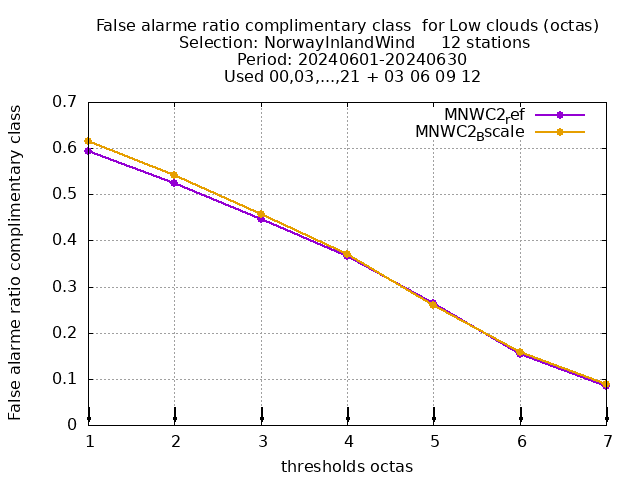 False alarme ratio complimentary class  for Low clouds (octas)
Selection: NorwayInlandWind     12 stations
Period: 20240601-20240630
Used 00,03,...,21 + 03 06 09 12
MNWC2ref
MNWC2Bscale
False alarme ratio complimentary class
0.7
0.6
0.5
0.4
0.3
0.2
0.1
0
1 2 3 4 5 6 7
thresholds octas